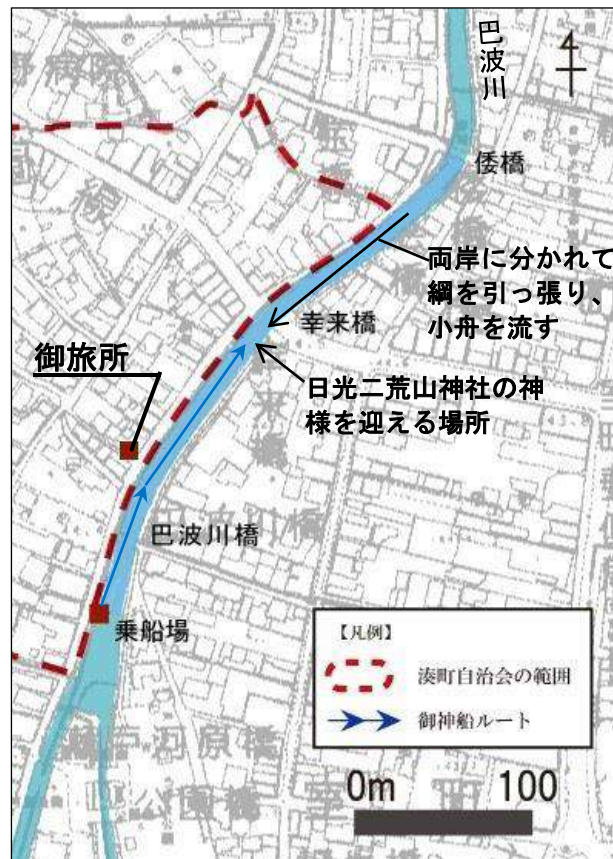 巴波川
倭橋
両岸に分かれて
綱を引っ張り、
小舟を流す
幸来橋
御旅所
日光二荒山神社の神
様を迎える場所
巴波川橋
乗船場
【凡例】
湊町自治会の範囲
御神船ルート
0m 100